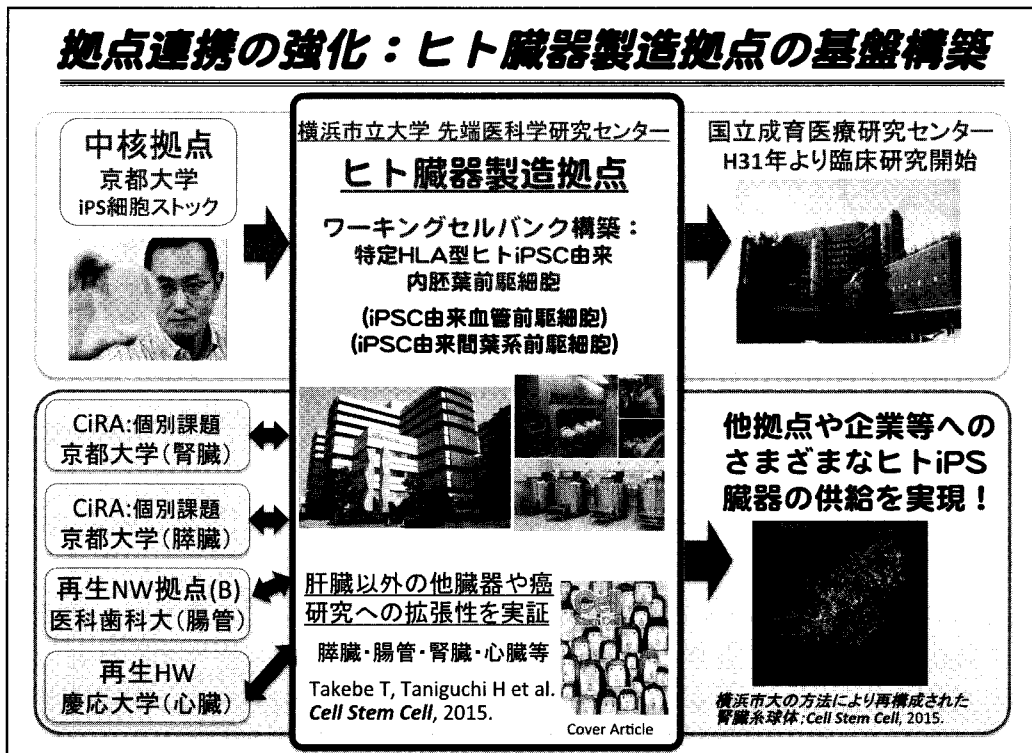 拠点連携の強化：ヒト臓器製造拠点の基盤構築
中核拠点
京都大学
iPS細胞ストック
横浜市立大学 先端医科学研究センター
ヒト臓器製造拠点
ワーキングセルバンク構築：
特定HLA型ヒトiPSC由来
内胚葉前駆細胞
(iPSC由来血管前駆細胞)
(iPSC由来間葉系前駆細胞)
国立成育医療研究センター
H31年より臨床研究開始
CiRA:個別課題
京都大学(腎臓)
CiRA:個別課題
京都大学(膵臓)
再生NW拠点(B)
医科歯科大(腸管)
再生HW
慶応大学(心臓)
肝臓以外の他臓器や癌
研究への拡張性を実証
膵臓・腸管・腎臓・心臓等
Takebe T, Taniguchi H et al.
Cell Stem Cell, 2015.
Cover Article
他拠点や企業等への
さまざまなヒトiPS
臓器の供給を実現！
横浜市大の方法により再構成された
腎臓糸球体;Cell Stem Cell, 2015.